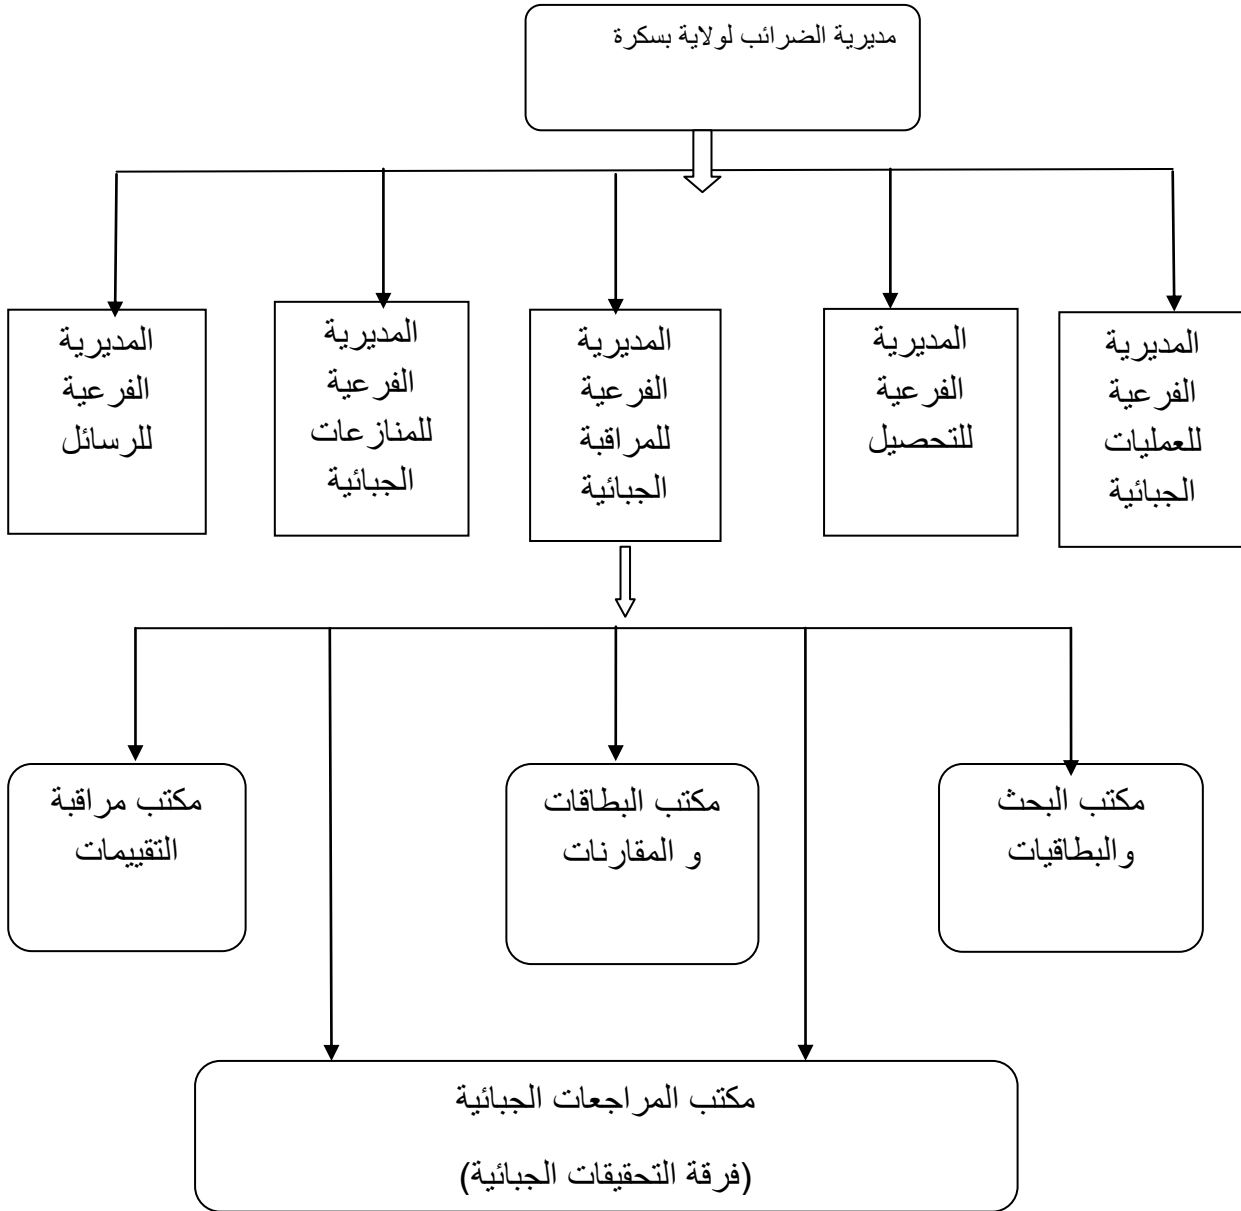 مديرية الضرائب لولاية بسكرة
المديرية
الفرعية
للعمليات
الجبائية
المديرية
الفرعية
للتحصيل
المديرية
الفرعية
للمراقبة
الجبائية
المديرية
الفرعية
للمنازعات
الجبائية
المديرية
الفرعية
للرسائل
مكتب البحث
والبطاقيات
مكتب البطاقات
و المقارنات
مكتب مراقبة
التقييمات
مكتب المراجعات الجبائية
(فرقة التحقيقات الجبائية)